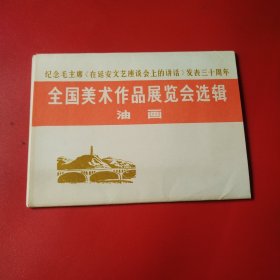 纪念毛主席《在延安文艺座谈会上的讲话》发表三十周年
全国美术作品展览会选辑
油画